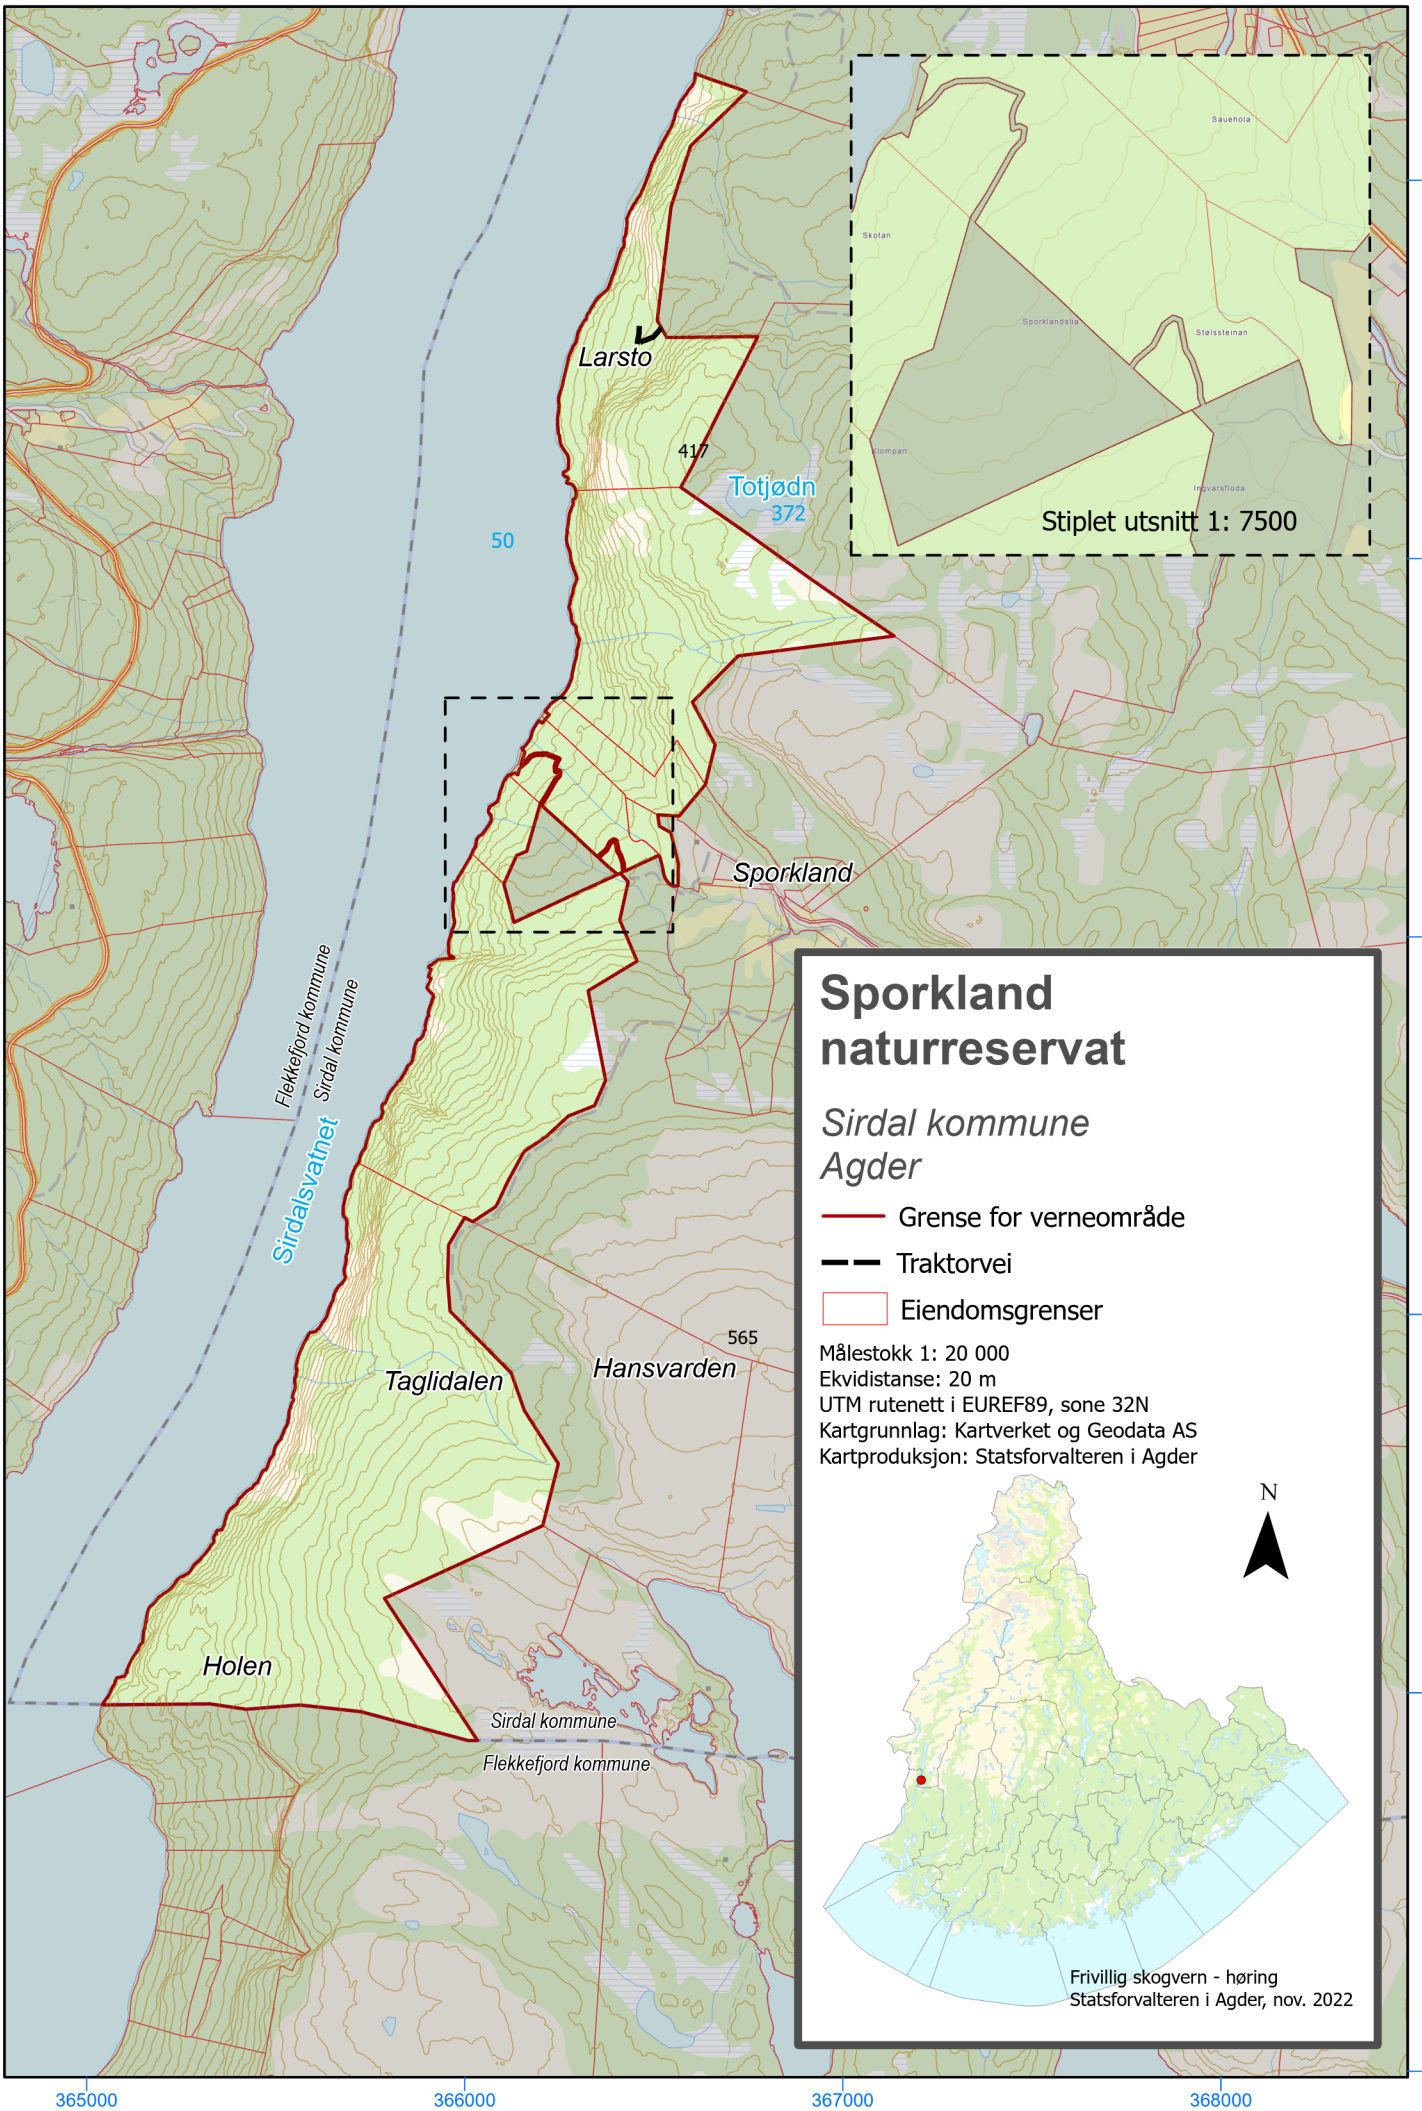 Sauehola
Skotan
Sporklandslia
Stølssteinan
Klompan
Ingvarsfloda
Stiplet utsnitt 1: 7500
Larsto
417
Totjødn
372
50
Sporkland
Flekkefjord kommune
Sirdal kommune
Sirdalsvatnet
565
Hansvarden
Taglidalen
Holen
Sirdal kommune
Flekkefjord kommune
Sporkland
naturreservat
Sirdal kommune
Agder
Grense for verneområde
Traktorvei
Eiendomsgrenser
Målestokk 1: 20 000
Ekvidistanse: 20 m
UTM rutenett i EUREF89, sone 32N
Kartgrunnlag: Kartverket og Geodata AS
Kartproduksjon: Statsforvalteren i Agder
N
Frivillig skogvern - høring
Statsforvalteren i Agder, nov. 2022
365000
366000
367000
368000